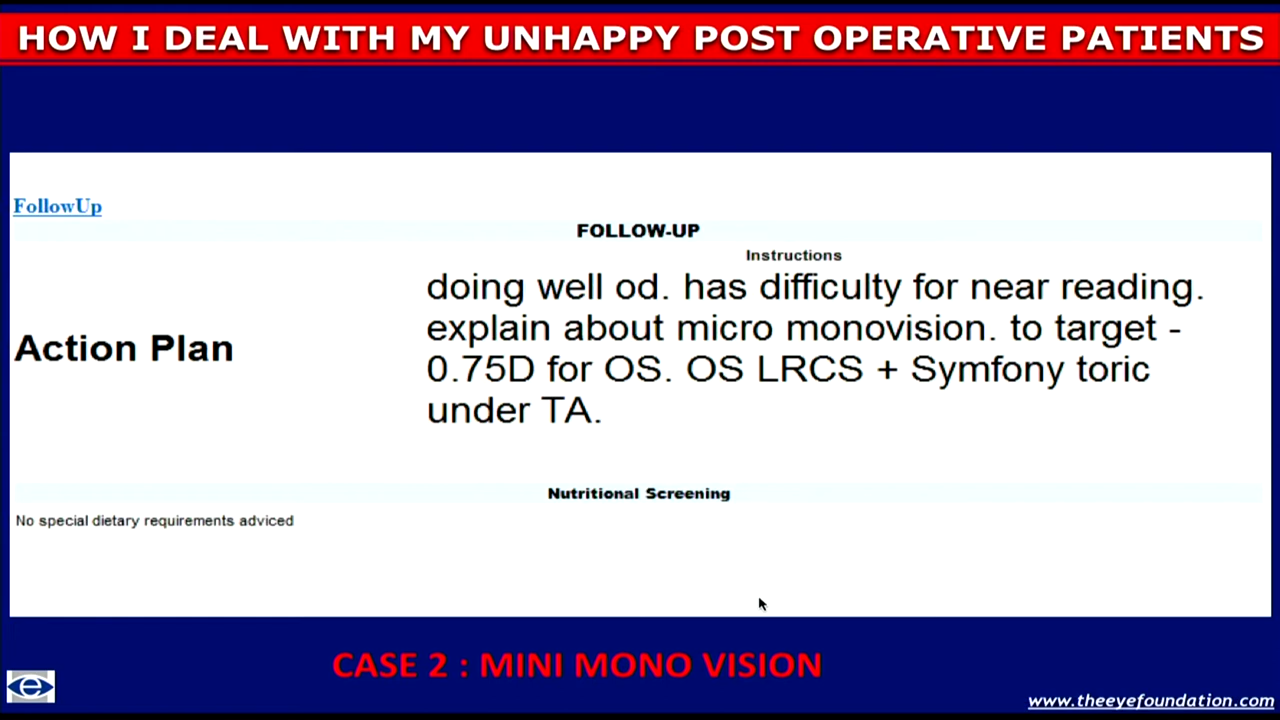 HOW I DEAL WITH MY UNHAPPY POST OPERATIVE PATIENTS
FollowUp
FOLLOW-UP
Instructions
Action Plan
doing well od. has difficulty for near reading.
explain about micro monovision. to target -
0.75D for OS. OS LRCS + Symfony toric
under TA.
Nutritional Screening
No special dietary requirements adviced
CASE 2 : MINI MONO VISION
e
www.theeyefoundation.com